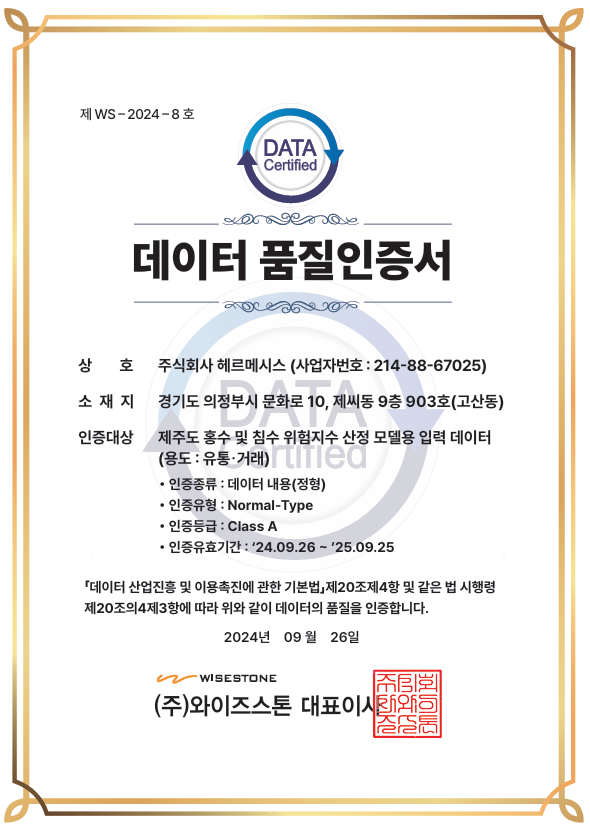 제 WS – 2024 – 8 호
DATA
Certified
데이터 품질인증서
DATA
Certified
상 호 주식회사 헤르메시스 (사업자번호 : 214-88-67025)
소 재 지 경기도 의정부시 문화로 10, 제씨동 9층 903호(고산동)
인증대상 제주도 홍수 및 침수 위험지수 산정 모델용 입력 데이터
(용도 : 유통·거래)
• 인증종류 : 데이터 내용(정형)
• 인증유형 : Normal-Type
• 인증등급 : Class A
• 인증유효기간 : ‘24.09.26 ~ ’25.09.25
「데이터 산업진흥 및 이용촉진에 관한 기본법」제20조제4항 및 같은 법 시행령
제20조의4제3항에 따라 위와 같이 데이터의 품질을 인증합니다.
2024년 09 월 26일
WISESTONE
(주)와이즈스톤 대표이사